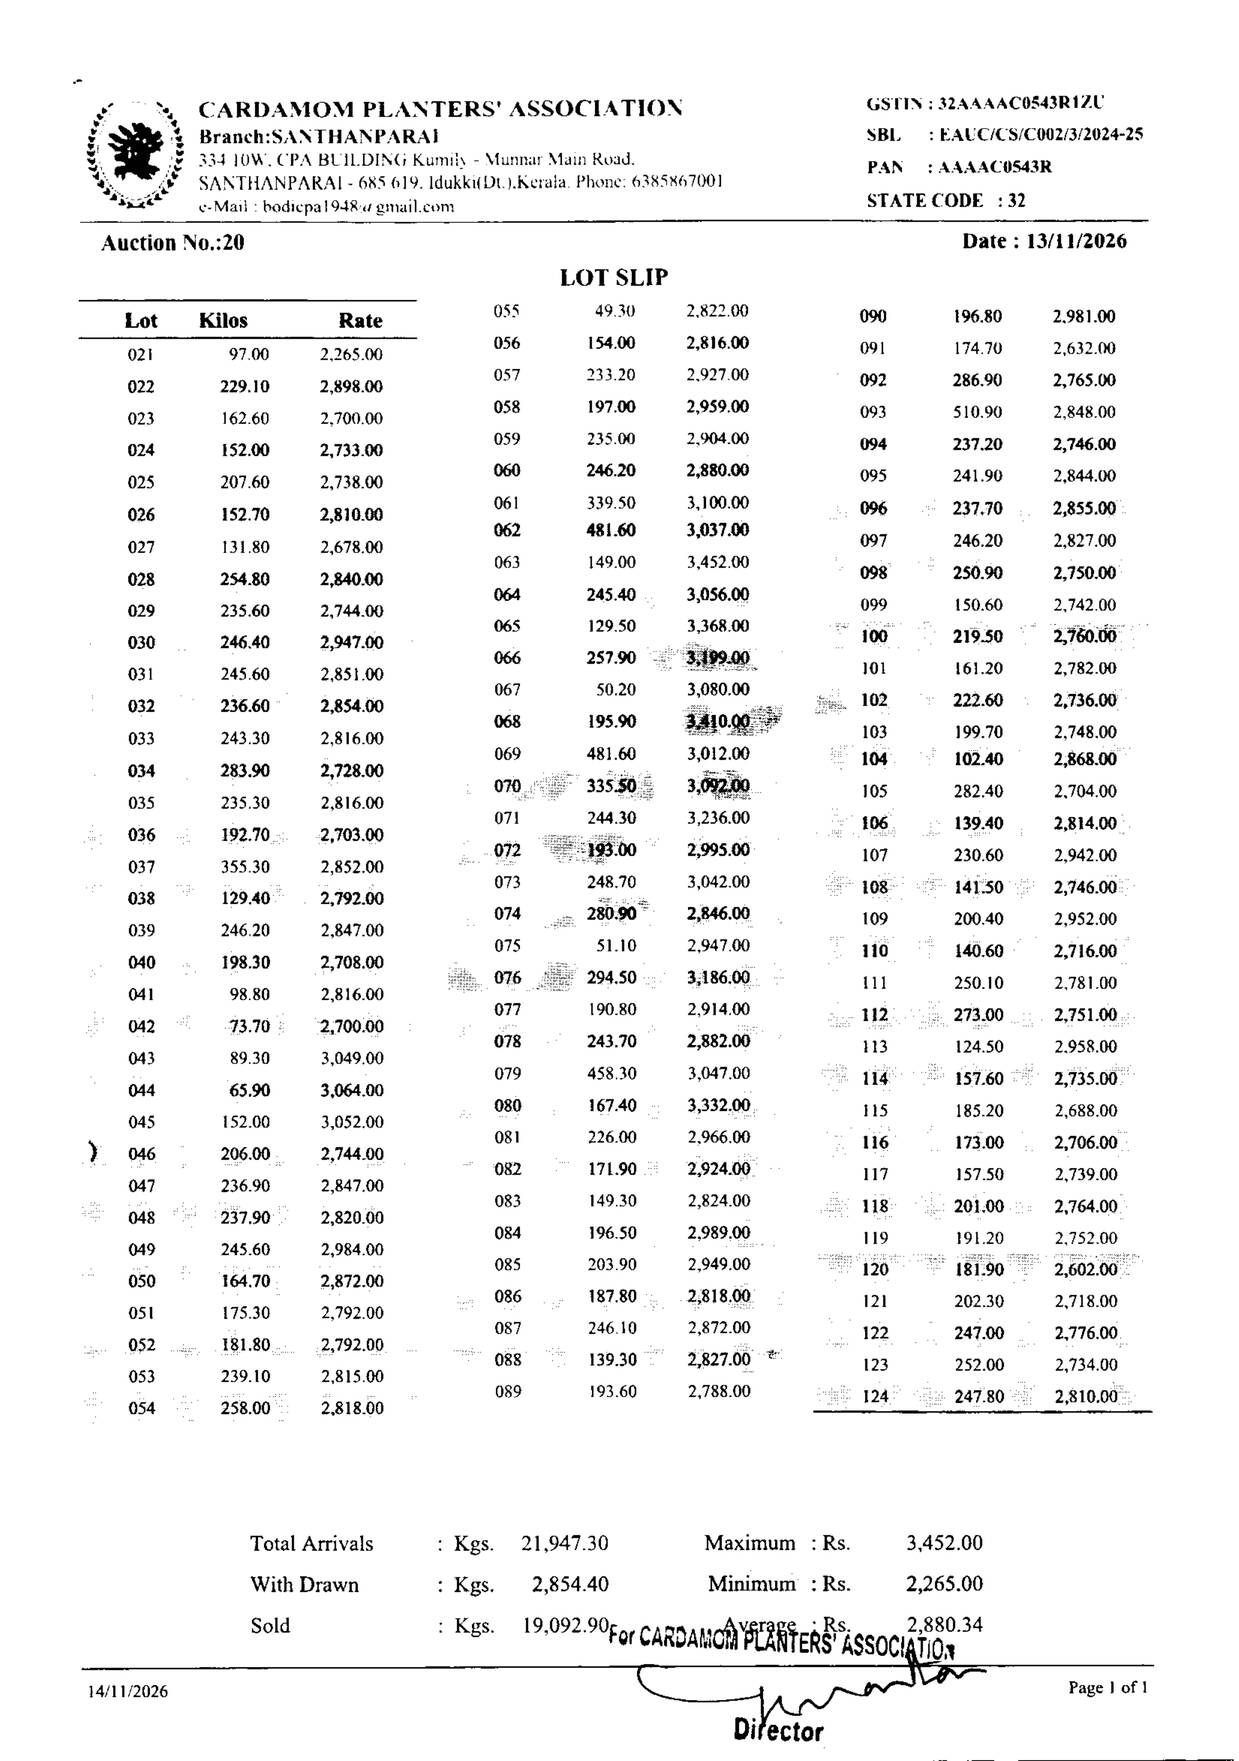 CARDAMOM PLANTERS' ASSOCIATION
Branch:SANTHANPARAI
334 10W, CPA BUILDING Kumily - Munnar Main Road,
SANTHANPARAI - 685 619. Idukki(Dt.).Kerala. Phone: 6385867001
e-Mail : bodicpa1948@gmail.com
GSTIN : 32AAAAC0543R1ZU
SBL : EAUC/CS/C002/3/2024-25
PAN : AAAAC0543R
STATE CODE : 32
Auction No.:20
Date : 13/11/2026
LOT SLIP
Lot Kilos Rate
021 97.00 2,265.00
022 229.10 2,898.00
023 162.60 2,700.00
024 152.00 2,733.00
025 207.60 2,738.00
026 152.70 2,810.00
027 131.80 2,678.00
028 254.80 2,840.00
029 235.60 2,744.00
030 246.40 2,947.00
031 245.60 2,851.00
032 236.60 2,854.00
033 243.30 2,816.00
034 283.90 2,728.00
035 235.30 2,816.00
036 192.70 2,703.00
037 355.30 2,852.00
038 129.40 2,792.00
039 246.20 2,847.00
040 198.30 2,708.00
041 98.80 2,816.00
042 73.70 2,700.00
043 89.30 3,049.00
044 65.90 3,064.00
045 152.00 3,052.00
046 206.00 2,744.00
047 236.90 2,847.00
048 237.90 2,820.00
049 245.60 2,984.00
050 164.70 2,872.00
051 175.30 2,792.00
052 181.80 2,792.00
053 239.10 2,815.00
054 258.00 2,818.00
055 49.30 2,822.00
056 154.00 2,816.00
057 233.20 2,927.00
058 197.00 2,959.00
059 235.00 2,904.00
060 246.20 2,880.00
061 339.50 3,100.00
062 481.60 3,037.00
063 149.00 3,452.00
064 245.40 3,056.00
065 129.50 3,368.00
066 257.90 3,199.00
067 50.20 3,080.00
068 195.90 3,410.00
069 481.60 3,012.00
070 335.50 3,092.00
071 244.30 3,236.00
072 193.00 2,995.00
073 248.70 3,042.00
074 280.90 2,846.00
075 51.10 2,947.00
076 294.50 3,186.00
077 190.80 2,914.00
078 243.70 2,882.00
079 458.30 3,047.00
080 167.40 3,332.00
081 226.00 2,966.00
082 171.90 2,924.00
083 149.30 2,824.00
084 196.50 2,989.00
085 203.90 2,949.00
086 187.80 2,818.00
087 246.10 2,872.00
088 139.30 2,827.00
089 193.60 2,788.00
090 196.80 2,981.00
091 174.70 2,632.00
092 286.90 2,765.00
093 510.90 2,848.00
094 237.20 2,746.00
095 241.90 2,844.00
096 237.70 2,855.00
097 246.20 2,827.00
098 250.90 2,750.00
099 150.60 2,742.00
100 219.50 2,760.00
101 161.20 2,782.00
102 222.60 2,736.00
103 199.70 2,748.00
104 102.40 2,868.00
105 282.40 2,704.00
106 139.40 2,814.00
107 230.60 2,942.00
108 141.50 2,746.00
109 200.40 2,952.00
110 140.60 2,716.00
111 250.10 2,781.00
112 273.00 2,751.00
113 124.50 2,958.00
114 157.60 2,735.00
115 185.20 2,688.00
116 173.00 2,706.00
117 157.50 2,739.00
118 201.00 2,764.00
119 191.20 2,752.00
120 181.90 2,602.00
121 202.30 2,718.00
122 247.00 2,776.00
123 252.00 2,734.00
124 247.80 2,810.00
Total Arrivals : Kgs. 21,947.30 Maximum : Rs. 3,452.00
With Drawn : Kgs. 2,854.40 Minimum : Rs. 2,265.00
Sold : Kgs. 19,092.90 Average : Rs. 2,880.34
For CARDAMOM PLANTERS' ASSOCIATION
14/11/2026
Page 1 of 1
Director